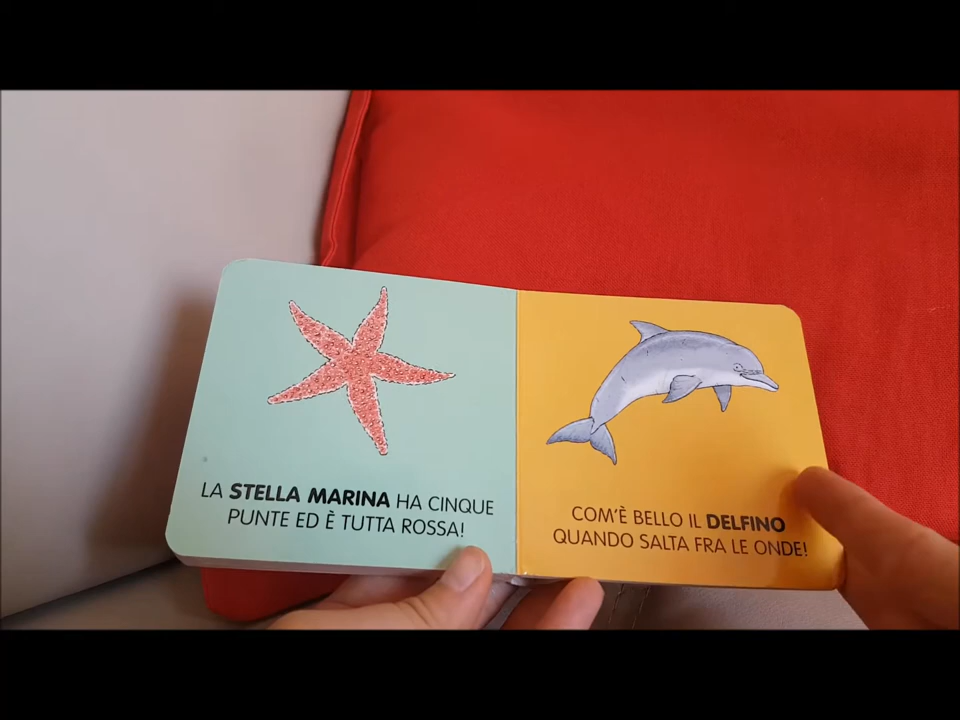 LA STELLA MARINA HA CINQUE
PUNTE ED È TUTTA ROSSA!
COM'È BELLO IL DELFINO
QUANDO SALTA FRA LE ONDE!